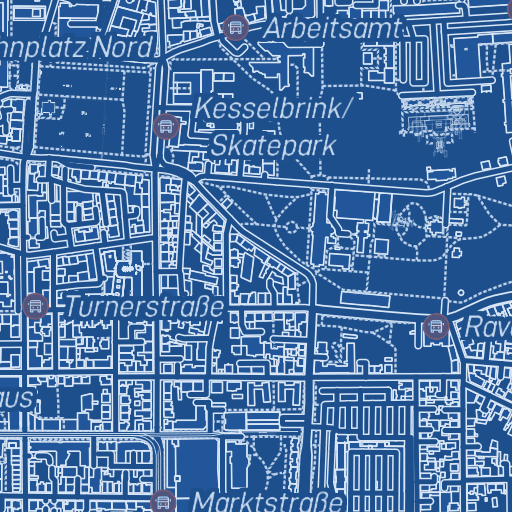 Arbeitsamt
nnplatz Nord
Kesselbrink/
Skatepark
Turnerstraße
Rav
aus
Marktstraße